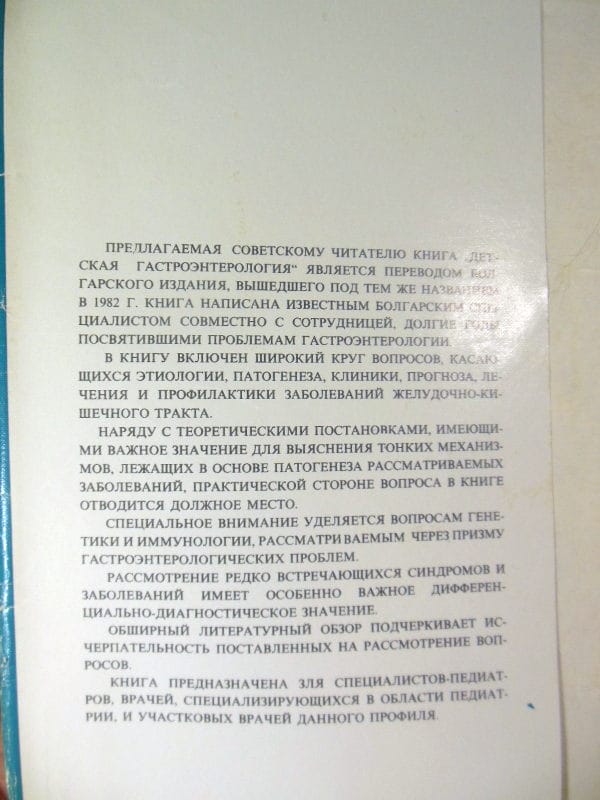 ПРЕДЛАГАЕМАЯ СОВЕТСКОМУ ЧИТАТЕЛЮ КНИГА „ДЕТ-
СКАЯ ГАСТРОЭНТЕРОЛОГИЯ“ ЯВЛЯЕТСЯ ПЕРЕВОДОМ БОЛ-
ГАРСКОГО ИЗДАНИЯ, ВЫШЕДШЕГО ПОД ТЕМ ЖЕ НАЗВАНИЕМ
В 1982 Г. КНИГА НАПИСАНА ИЗВЕСТНЫМ БОЛГАРСКИМ СПЕ-
ЦИАЛИСТОМ СОВМЕСТНО С СОТРУДНИЦЕЙ, ДОЛГИЕ ГОДЫ
ПОСВЯТИВШИМИ ПРОБЛЕМАМ ГАСТРОЭНТЕРОЛОГИИ.
В КНИГУ ВКЛЮЧЕН ШИРОКИЙ КРУГ ВОПРОСОВ, КАСАЮ-
ЩИХСЯ ЭТИОЛОГИИ, ПАТОГЕНЕЗА, КЛИНИКИ, ПРОГНОЗА, ЛЕ-
ЧЕНИЯ И ПРОФИЛАКТИКИ ЗАБОЛЕВАНИЙ ЖЕЛУДОЧНО-КИ-
ШЕЧНОГО ТРАКТА.
НАРЯДУ С ТЕОРЕТИЧЕСКИМИ ПОСТАНОВКАМИ, ИМЕЮЩИ-
МИ ВАЖНОЕ ЗНАЧЕНИЕ ДЛЯ ВЫЯСНЕНИЯ ТОНКИХ МЕХАНИЗ-
МОВ, ЛЕЖАЩИХ В ОСНОВЕ ПАТОГЕНЕЗА РАССМАТРИВАЕМЫХ
ЗАБОЛЕВАНИЙ, ПРАКТИЧЕСКОЙ СТОРОНЕ ВОПРОСА В КНИГЕ
ОТВОДИТСЯ ДОЛЖНОЕ МЕСТО.
СПЕЦИАЛЬНОЕ ВНИМАНИЕ УДЕЛЯЕТСЯ ВОПРОСАМ ГЕНЕ-
ТИКИ И ИММУНОЛОГИИ, РАССМАТРИВАЕМЫМ ЧЕРЕЗ ПРИЗМУ
ГАСТРОЭНТЕРОЛОГИЧЕСКИХ ПРОБЛЕМ.
РАССМОТРЕНИЕ РЕДКО ВСТРЕЧАЮЩИХСЯ СИНДРОМОВ И
ЗАБОЛЕВАНИЙ ИМЕЕТ ОСОБЕННО ВАЖНОЕ ДИФФЕРЕН-
ЦИАЛЬНО-ДИАГНОСТИЧЕСКОЕ ЗНАЧЕНИЕ.
ОБШИРНЫЙ ЛИТЕРАТУРНЫЙ ОБЗОР ПОДЧЕРКИВАЕТ ИС-
ЧЕРПАТЕЛЬНОСТЬ ПОСТАВЛЕННЫХ НА РАССМОТРЕНИЕ ВОП-
РОСОВ.
КНИГА ПРЕДНАЗНАЧЕНА ЗЛЯ СПЕЦИАЛИСТОВ-ПЕДИАТ-
РОВ, ВРАЧЕЙ, СПЕЦИАЛИЗИРУЮЩИХСЯ В ОБЛАСТИ ПЕДИАТ-
РИИ, И УЧАСТКОВЫХ ВРАЧЕЙ ДАННОГО ПРОФИЛЯ.